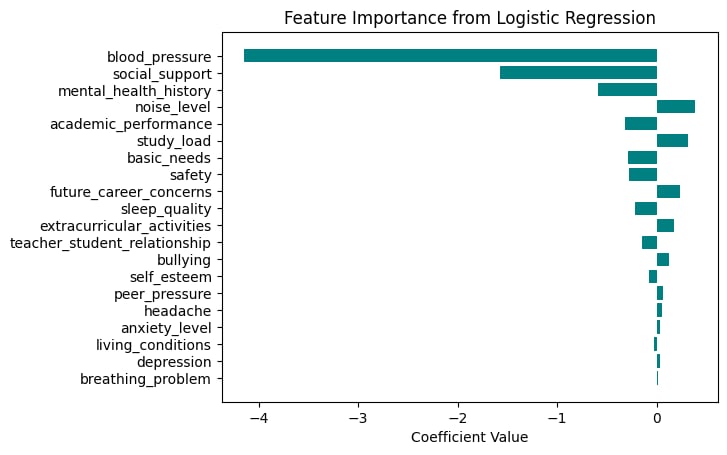 Feature Importance from Logistic Regression
blood_pressure
social_support
mental_health_history
noise_level
academic_performance
study_load
basic_needs
safety
future_career_concerns
sleep_quality
extracurricular_activities
teacher_student_relationship
bullying
self_esteem
peer_pressure
headache
anxiety_level
living_conditions
depression
breathing_problem
−4 −3 −2 −1 0
Coefficient Value